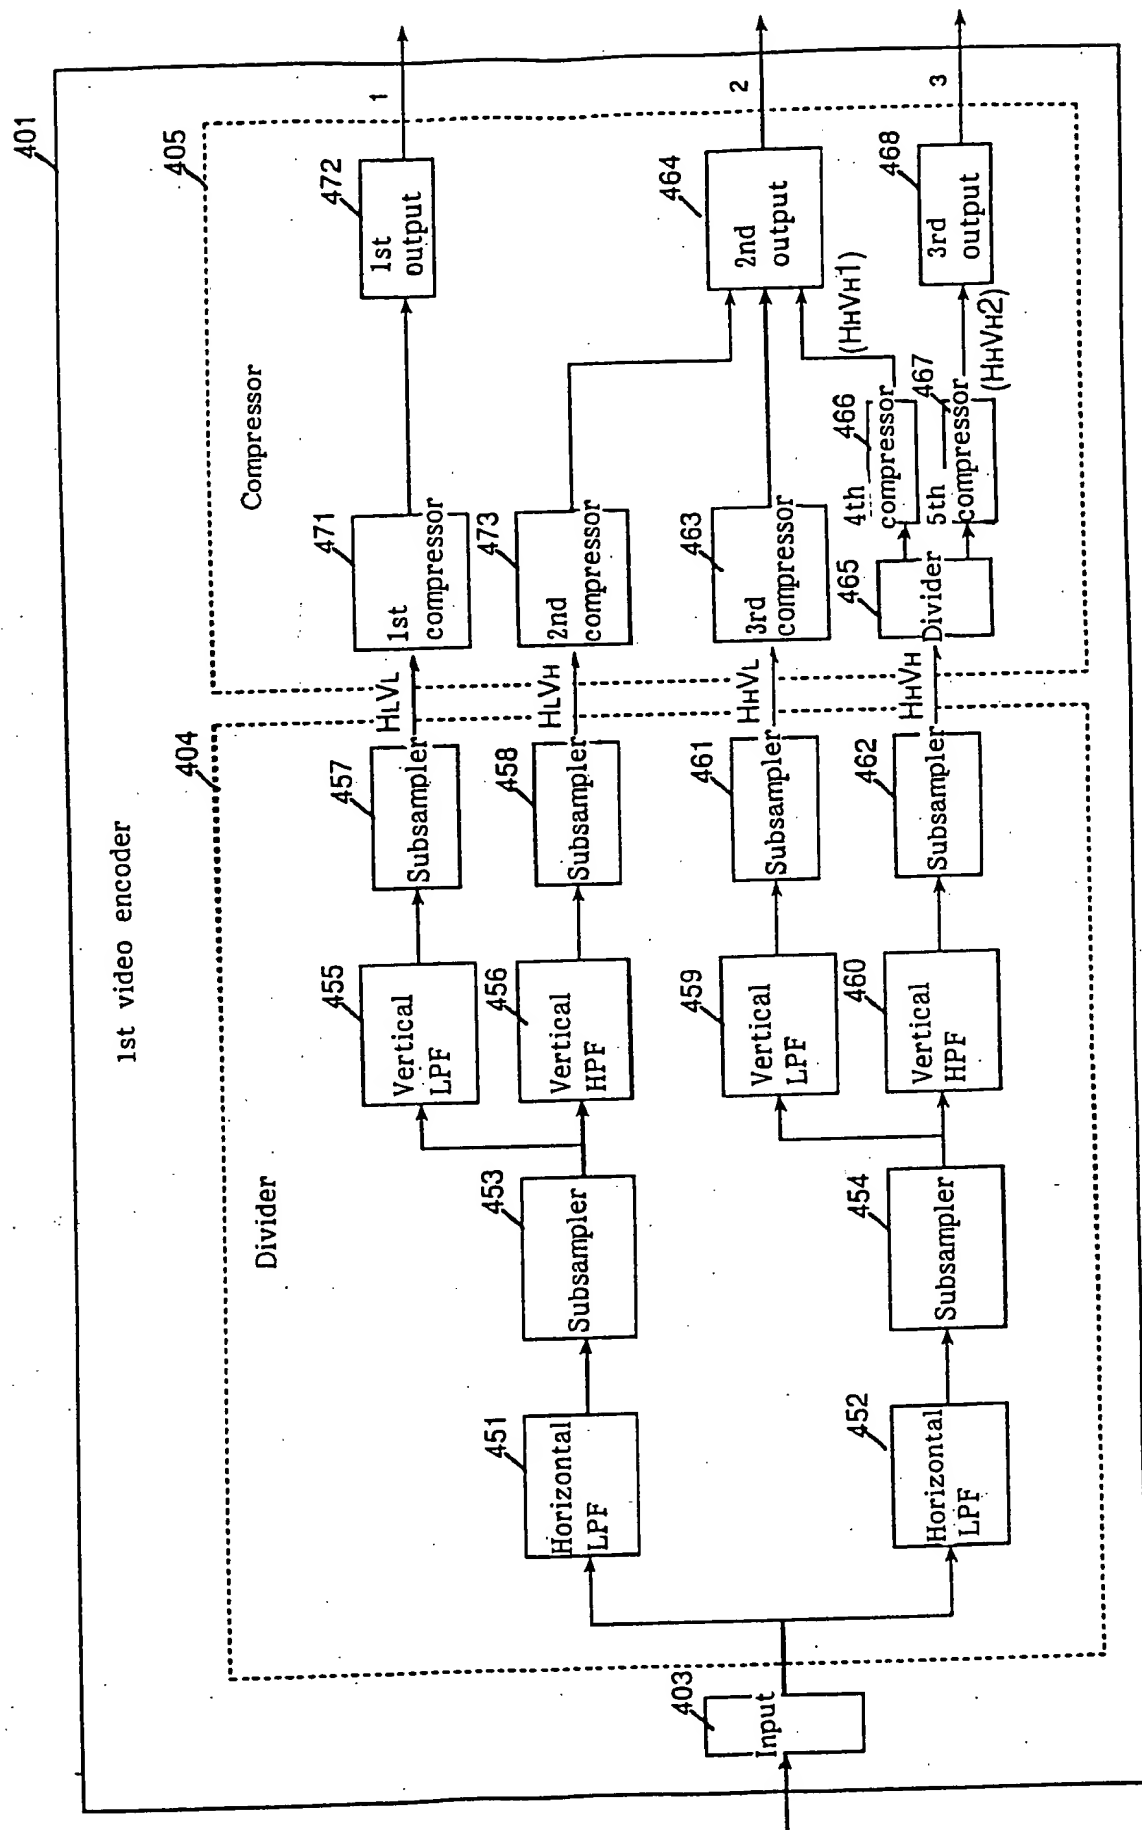 401
1st video encoder
404
405
Divider
Compressor
403
Input
451
Horizontal
LPF
453
Subsampler
455
Vertical
LPF
457
Subsampler
HLVL
471
1st
compressor
472
1st
output
1
456
Vertical
HPF
458
Subsampler
HLVH
473
2nd
compressor
452
Horizontal
LPF
454
Subsampler
459
Vertical
LPF
461
Subsampler
HHVL
463
3rd
compressor
464
2nd
output
2
460
Vertical
HPF
462
Subsampler
HHVH
465
Divider
466
4th
compressor
(HHVH1)
467
5th
compressor
(HHVH2)
468
3rd
output
3